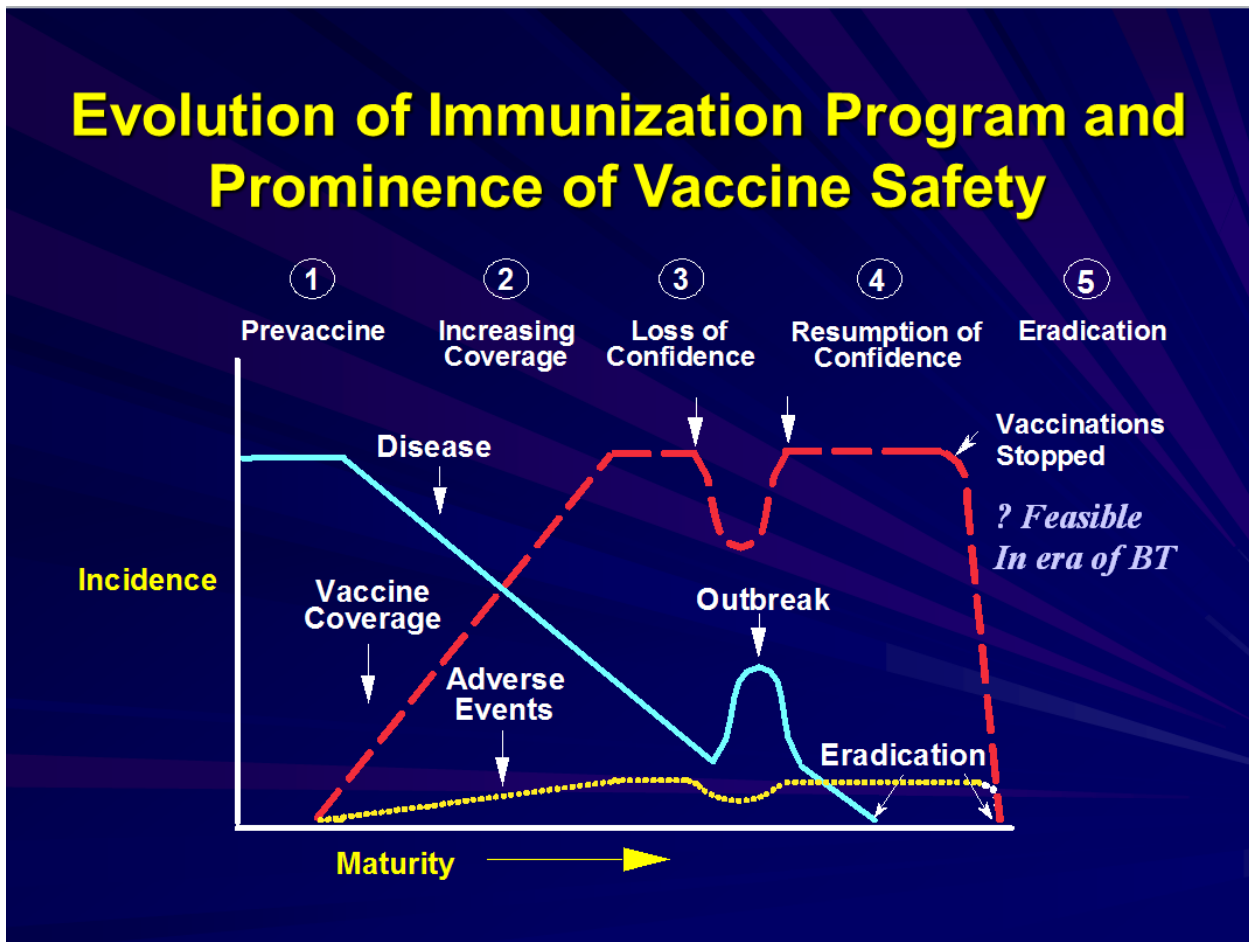 Evolution of Immunization Program and
Prominence of Vaccine Safety
1
2
3
4
5
Prevaccine
Increasing
Coverage
Loss of
Confidence
Resumption of
Confidence
Eradication
Disease
Vaccinations
Stopped
? Feasible
In era of BT
Incidence
Vaccine
Coverage
Outbreak
Adverse
Events
Eradication
Maturity